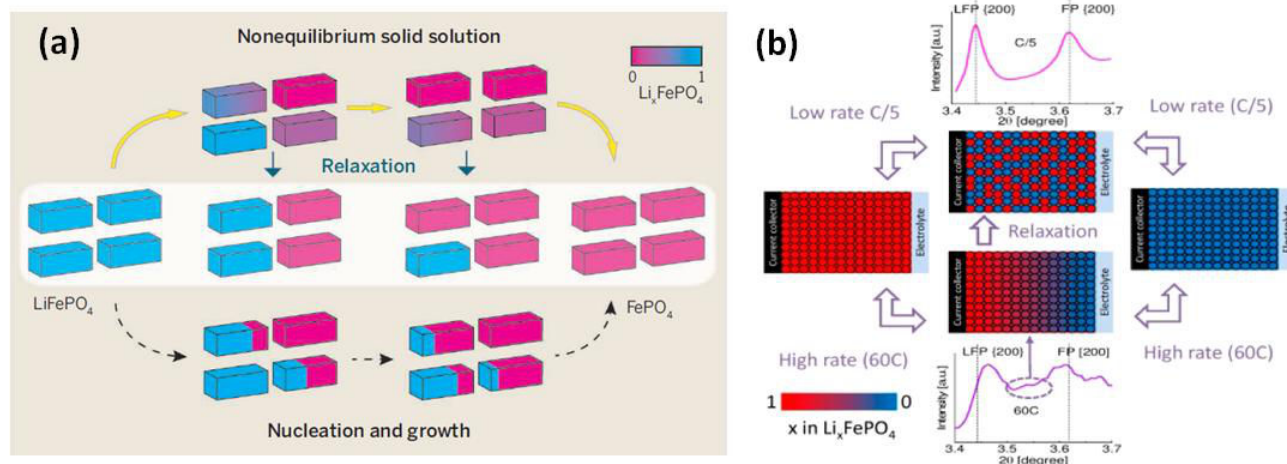 (a)
Nonequilibrium solid solution
0 1
LiₓFePO₄
Relaxation
LiFePO₄
FePO₄
Nucleation and growth
(b)
LFP {200} FP {200}
C/5
Intensity [a.u.]
3.4 3.5 3.6 3.7
2θ [degree]
Low rate C/5
Low rate (C/5)
Current collector
Electrolyte
Current collector
Electrolyte
Relaxation
Current collector
Current collector
Electrolyte
High rate (60C)
High rate (60C)
LFP {200} FP {200}
1 0
x in LiₓFePO₄
Intensity [a.u.]
60C
3.4 3.5 3.6 3.7
2θ [degree]